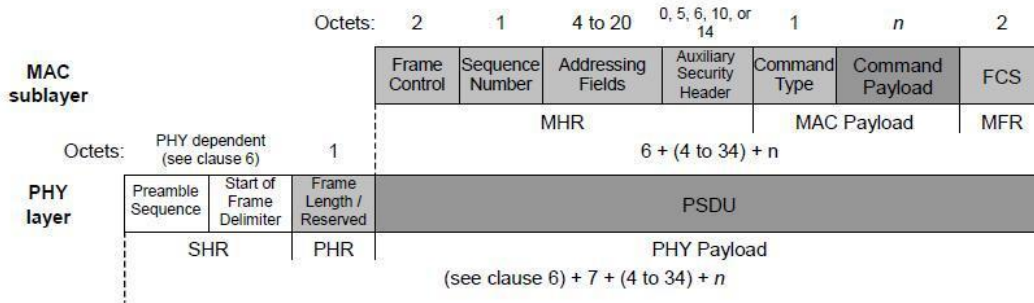 Octets: 2 1 4 to 20 0, 5, 6, 10, or 14 1 n 2
MAC sublayer
Frame Control
Sequence Number
Addressing Fields
Auxiliary Security Header
Command Type
Command Payload
FCS
MHR MAC Payload MFR
Octets: PHY dependent (see clause 6) 1 6 + (4 to 34) + n
PHY layer
Preamble Sequence
Start of Frame Delimiter
Frame Length / Reserved
PSDU
SHR PHR PHY Payload
(see clause 6) + 7 + (4 to 34) + n